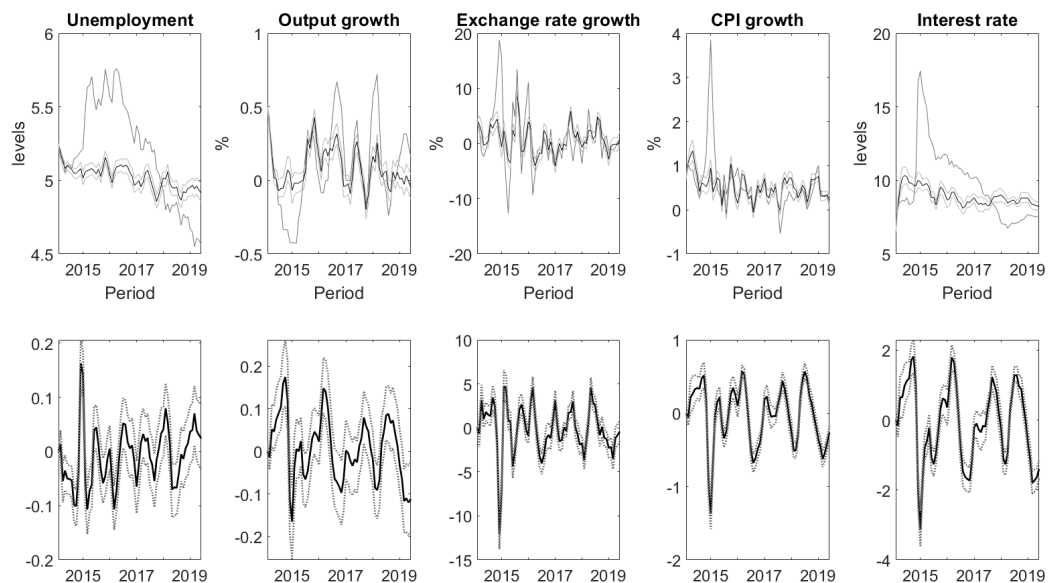 Unemployment Output growth Exchange rate growth CPI growth Interest rate
6 1 20 4 20
5.5 0.5 10 3 15
5 0 0 2 10
4.5 -0.5 -10 1 5
-20 0
-1
levels % % % levels
2015 2017 2019 2015 2017 2019 2015 2017 2019 2015 2017 2019 2015 2017 2019
Period Period Period Period Period
0.2 0.2 10 1 2
0.1 0.1 5 0 0
0 0 0 -1 -2
-0.1 -0.1 -5 -2 -4
-0.2 -0.2 -10
-15
2015 2017 2019 2015 2017 2019 2015 2017 2019 2015 2017 2019 2015 2017 2019